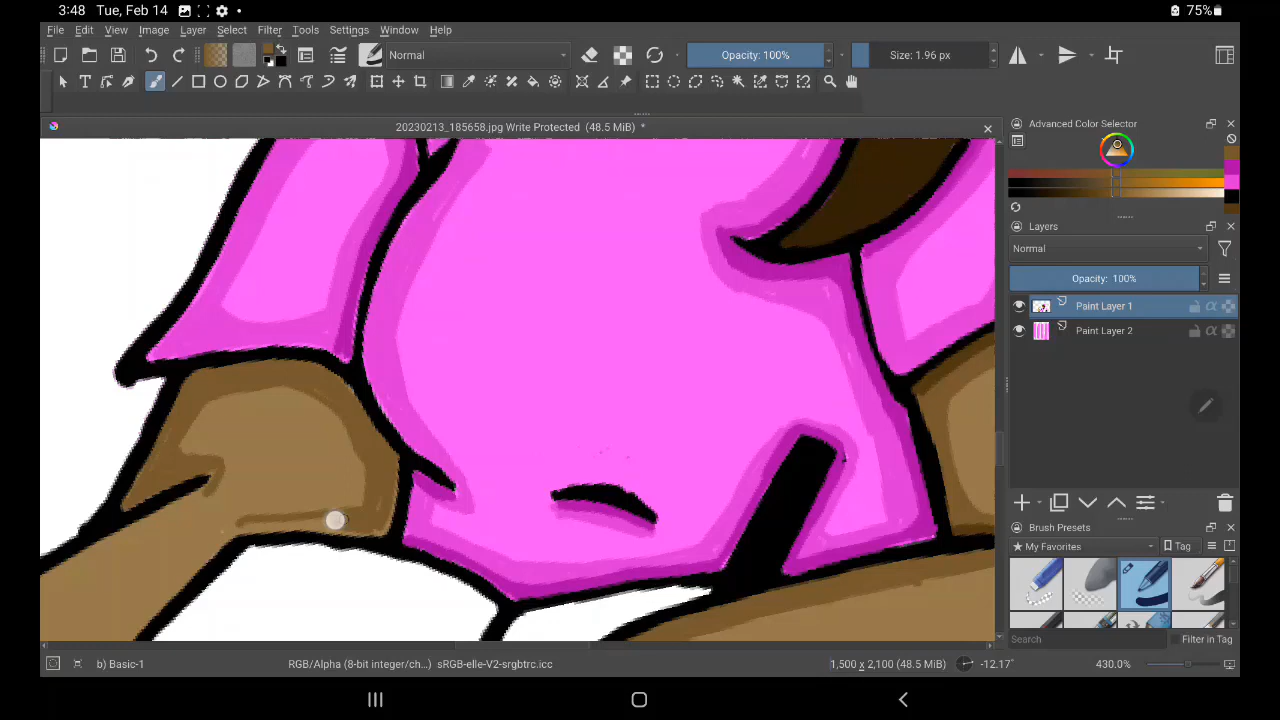 3:48 Tue, Feb 14
75%
File Edit View Image Layer Select Filter Tools Settings Window Help
Normal
Opacity: 100%
Size: 1.96 px
20230213_185658.jpg Write Protected (48.5 MiB) *
Advanced Color Selector
Layers
Normal
Opacity: 100%
Paint Layer 1
Paint Layer 2
Brush Presets
My Favorites
Tag
Search
Filter in Tag
b) Basic-1
RGB/Alpha (8-bit integer/ch...) sRGB-elle-V2-srgbtrc.icc
1,500 x 2,100 (48.5 MiB)
-12.17°
430.0%